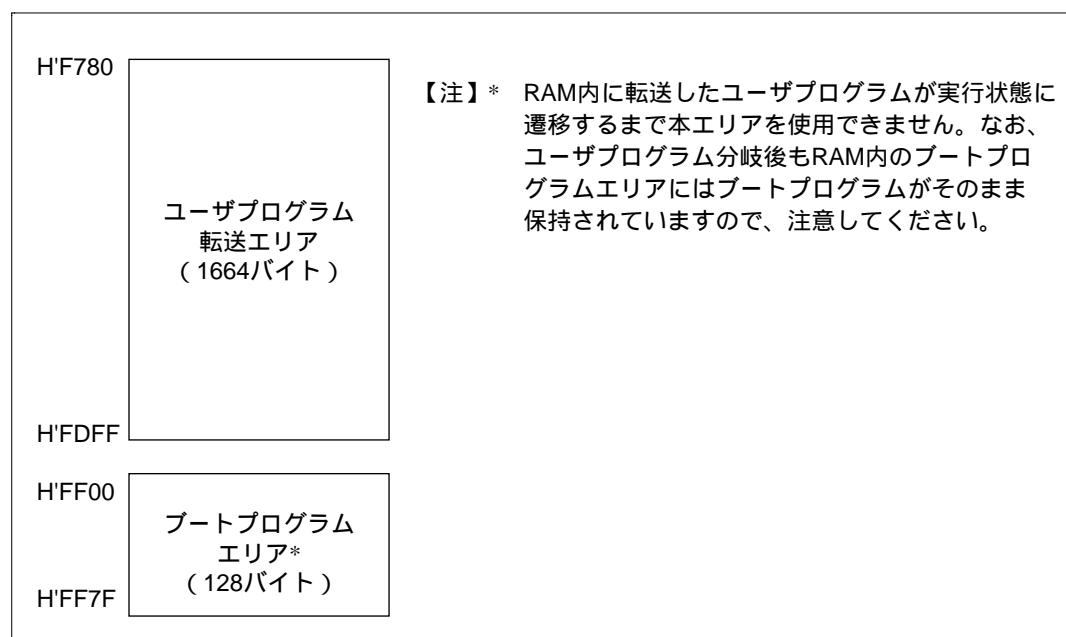 H'F780
【注】* RAM内に転送したユーザプログラムが実行状態に
遷移するまで本エリアを使用できません。なお、
ユーザプログラム分岐後もRAM内のブートプロ
グラムエリアにはブートプログラムがそのまま
保持されていますので、注意してください。
ユーザプログラム
転送エリア
（1664バイト）
H'FDFF
H'FF00
ブートプログラム
エリア*
（128バイト）
H'FF7F